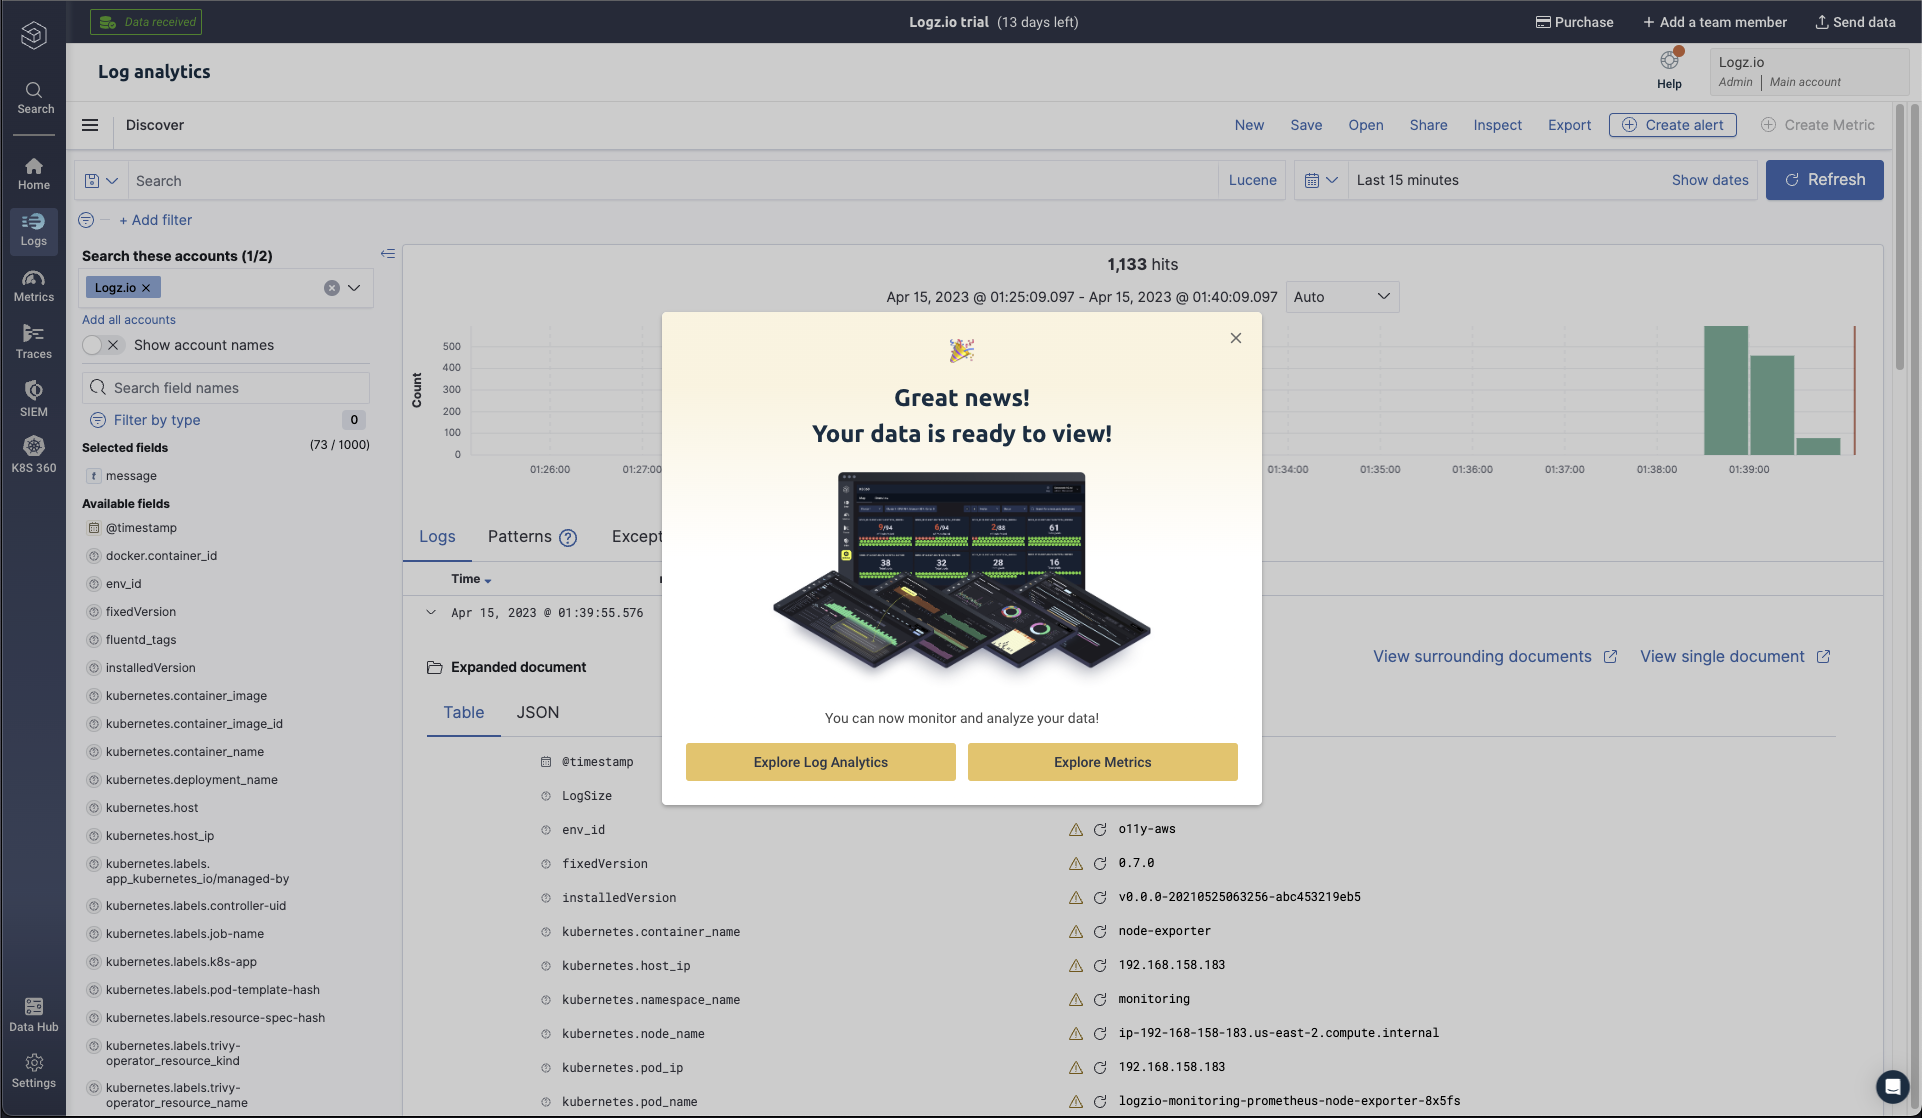 Data received
Logz.io trial (13 days left)
Purchase
+ Add a team member
Send data
Log analytics
Help
Logz.io
Admin | Main account
Search
Home
Logs
Metrics
Traces
SIEM
K8S 360
Data Hub
Settings
Discover
New
Save
Open
Share
Inspect
Export
Create alert
Create Metric
Search
Lucene
Last 15 minutes
Show dates
Refresh
+ Add filter
Search these accounts (1/2)
Logz.io
Add all accounts
Show account names
Search field names
Filter by type
0
Selected fields
(73 / 1000)
t message
Available fields
@timestamp
docker.container_id
env_id
fixedVersion
fluentd_tags
installedVersion
kubernetes.container_image
kubernetes.container_image_id
kubernetes.container_name
kubernetes.deployment_name
kubernetes.host
kubernetes.host_ip
kubernetes.labels.
app_kubernetes_io/managed-by
kubernetes.labels.controller-uid
kubernetes.labels.job-name
kubernetes.labels.k8s-app
kubernetes.labels.pod-template-hash
kubernetes.labels.resource-spec-hash
kubernetes.labels.trivy-
operator_resource_kind
kubernetes.labels.trivy-
operator_resource_name
1,133 hits
Apr 15, 2023 @ 01:25:09.097 - Apr 15, 2023 @ 01:40:09.097
Auto
Count
500
400
300
200
100
0
01:26:00
01:27:00
01:34:00
01:35:00
01:36:00
01:37:00
01:38:00
01:39:00
Logs
Patterns
Except
Time
Apr 15, 2023 @ 01:39:55.576
Expanded document
View surrounding documents
View single document
Table
JSON
@timestamp
LogSize
env_id
o11y-aws
fixedVersion
0.7.0
installedVersion
v0.0.0-20210525063256-abc453219eb5
kubernetes.container_name
node-exporter
kubernetes.host_ip
192.168.158.183
kubernetes.namespace_name
monitoring
kubernetes.node_name
ip-192-168-158-183.us-east-2.compute.internal
kubernetes.pod_ip
192.168.158.183
kubernetes.pod_name
logzio-monitoring-prometheus-node-exporter-8x5fs
Great news!
Your data is ready to view!
9/94
6/94
2/88
61
38
32
28
16
You can now monitor and analyze your data!
Explore Log Analytics
Explore Metrics